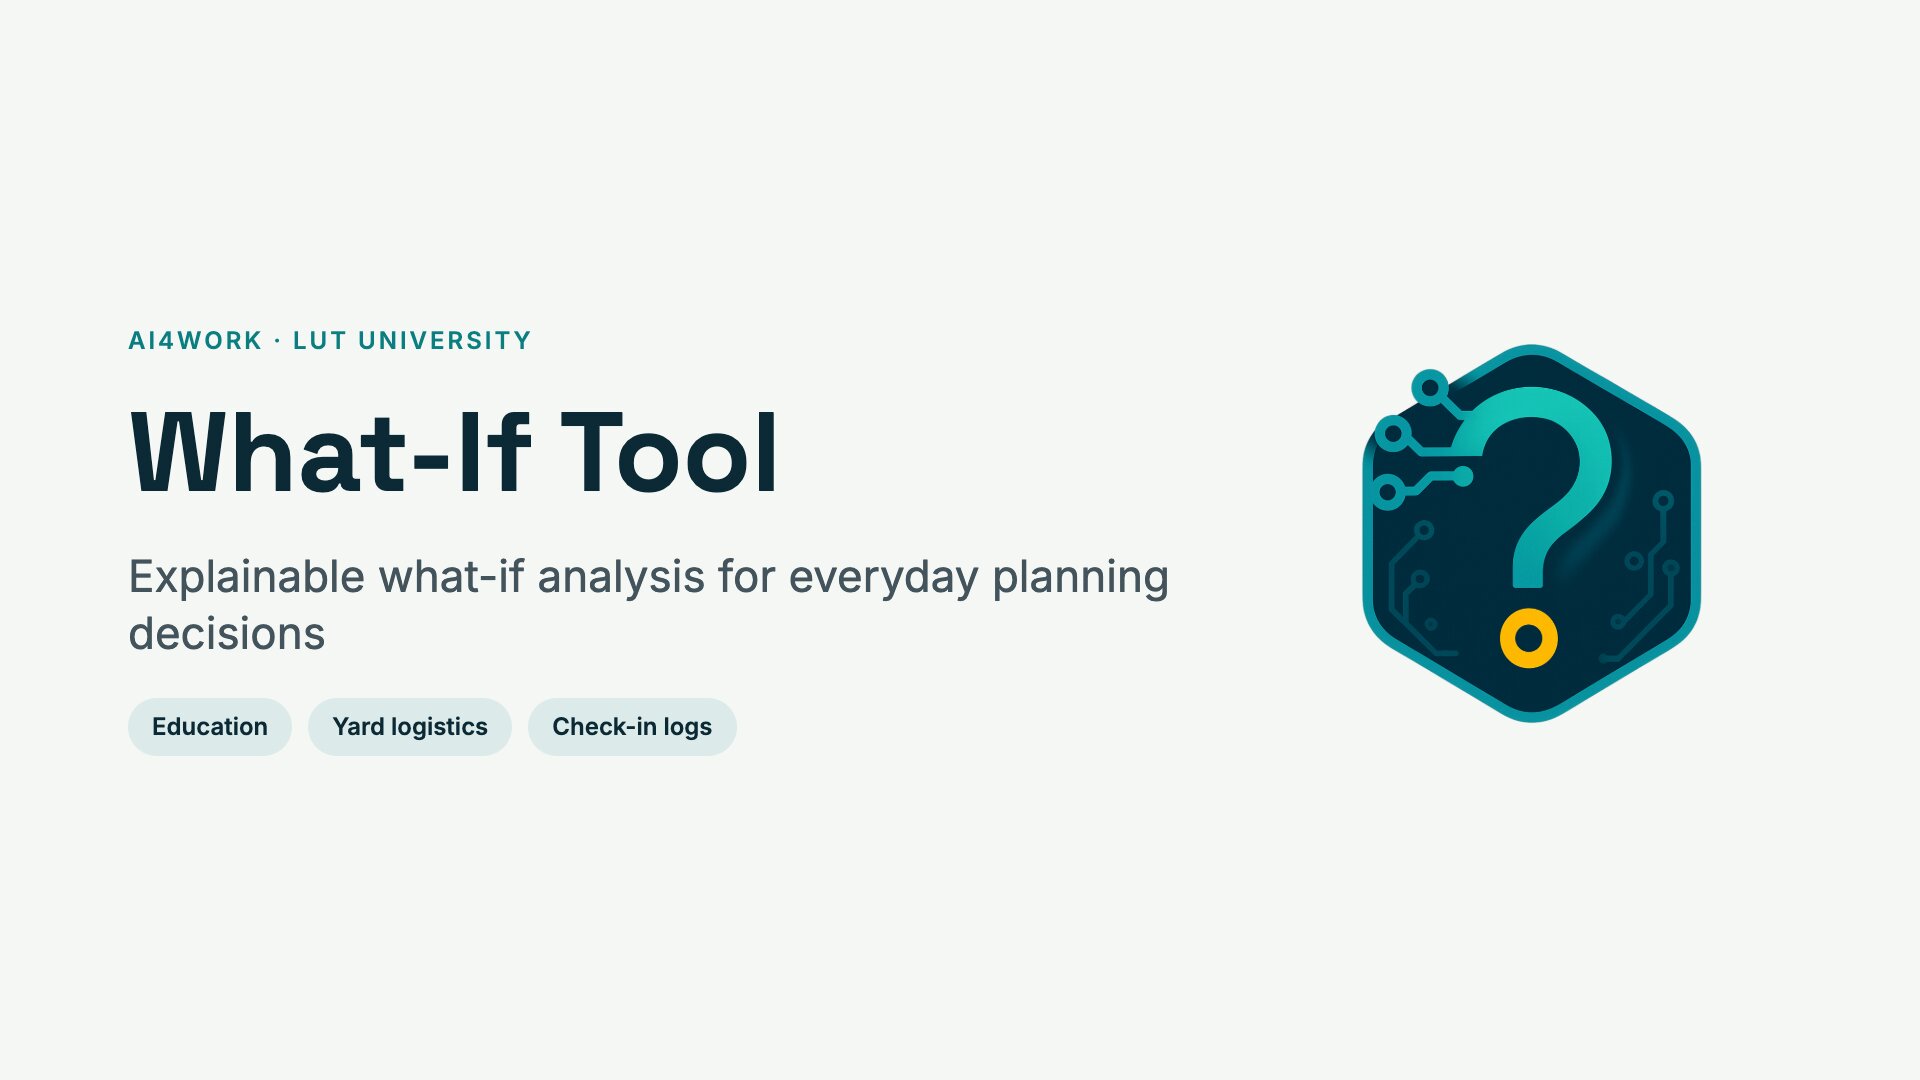 AI4WORK · LUT UNIVERSITY
What-If Tool
Explainable what-if analysis for everyday planning
decisions
Education
Yard logistics
Check-in logs